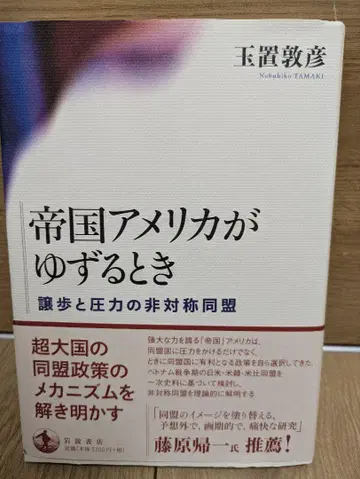 玉置敦彦
Nobuhiko TAMAKI
帝国アメリカが
ゆずるとき
譲歩と圧力の非対称同盟
超大国の
同盟政策の
メカニズムを
解き明かす
強大な力を誇る「帝国」アメリカは、
同盟国に圧力をかけるだけでなく、
ときに同盟国に有利となる政策を自ら選択してきた
ベトナム戦争期の日米・米韓・米比同盟を
一次史料に基づいて検討し、
非対称同盟を理論的に解明する
「同盟のイメージを塗り替える、
予想外で、画期的で、痛快な研究」
藤原帰一氏 推薦!
岩波書店